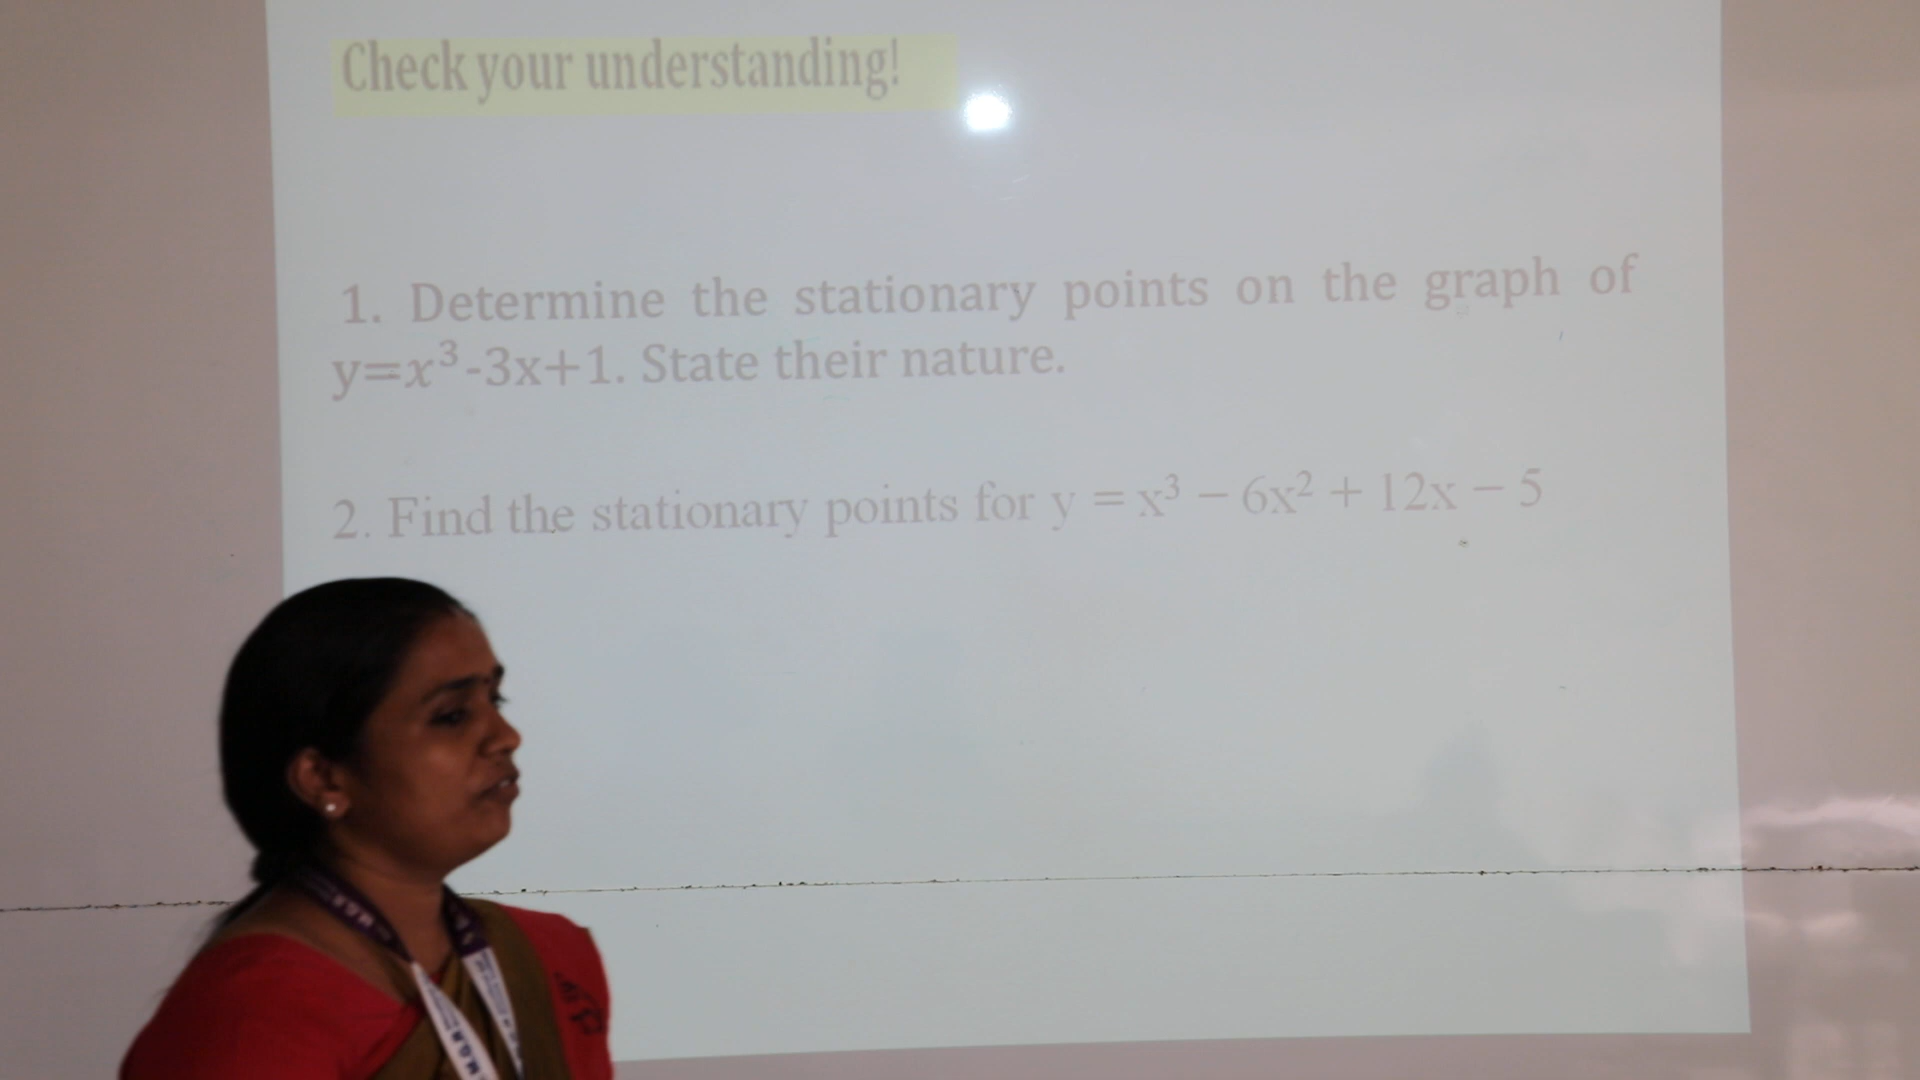 Check your understanding!
1. Determine the stationary points on the graph of
y=x³-3x+1. State their nature.
2. Find the stationary points for y = x³ − 6x² + 12x − 5
M.G.R